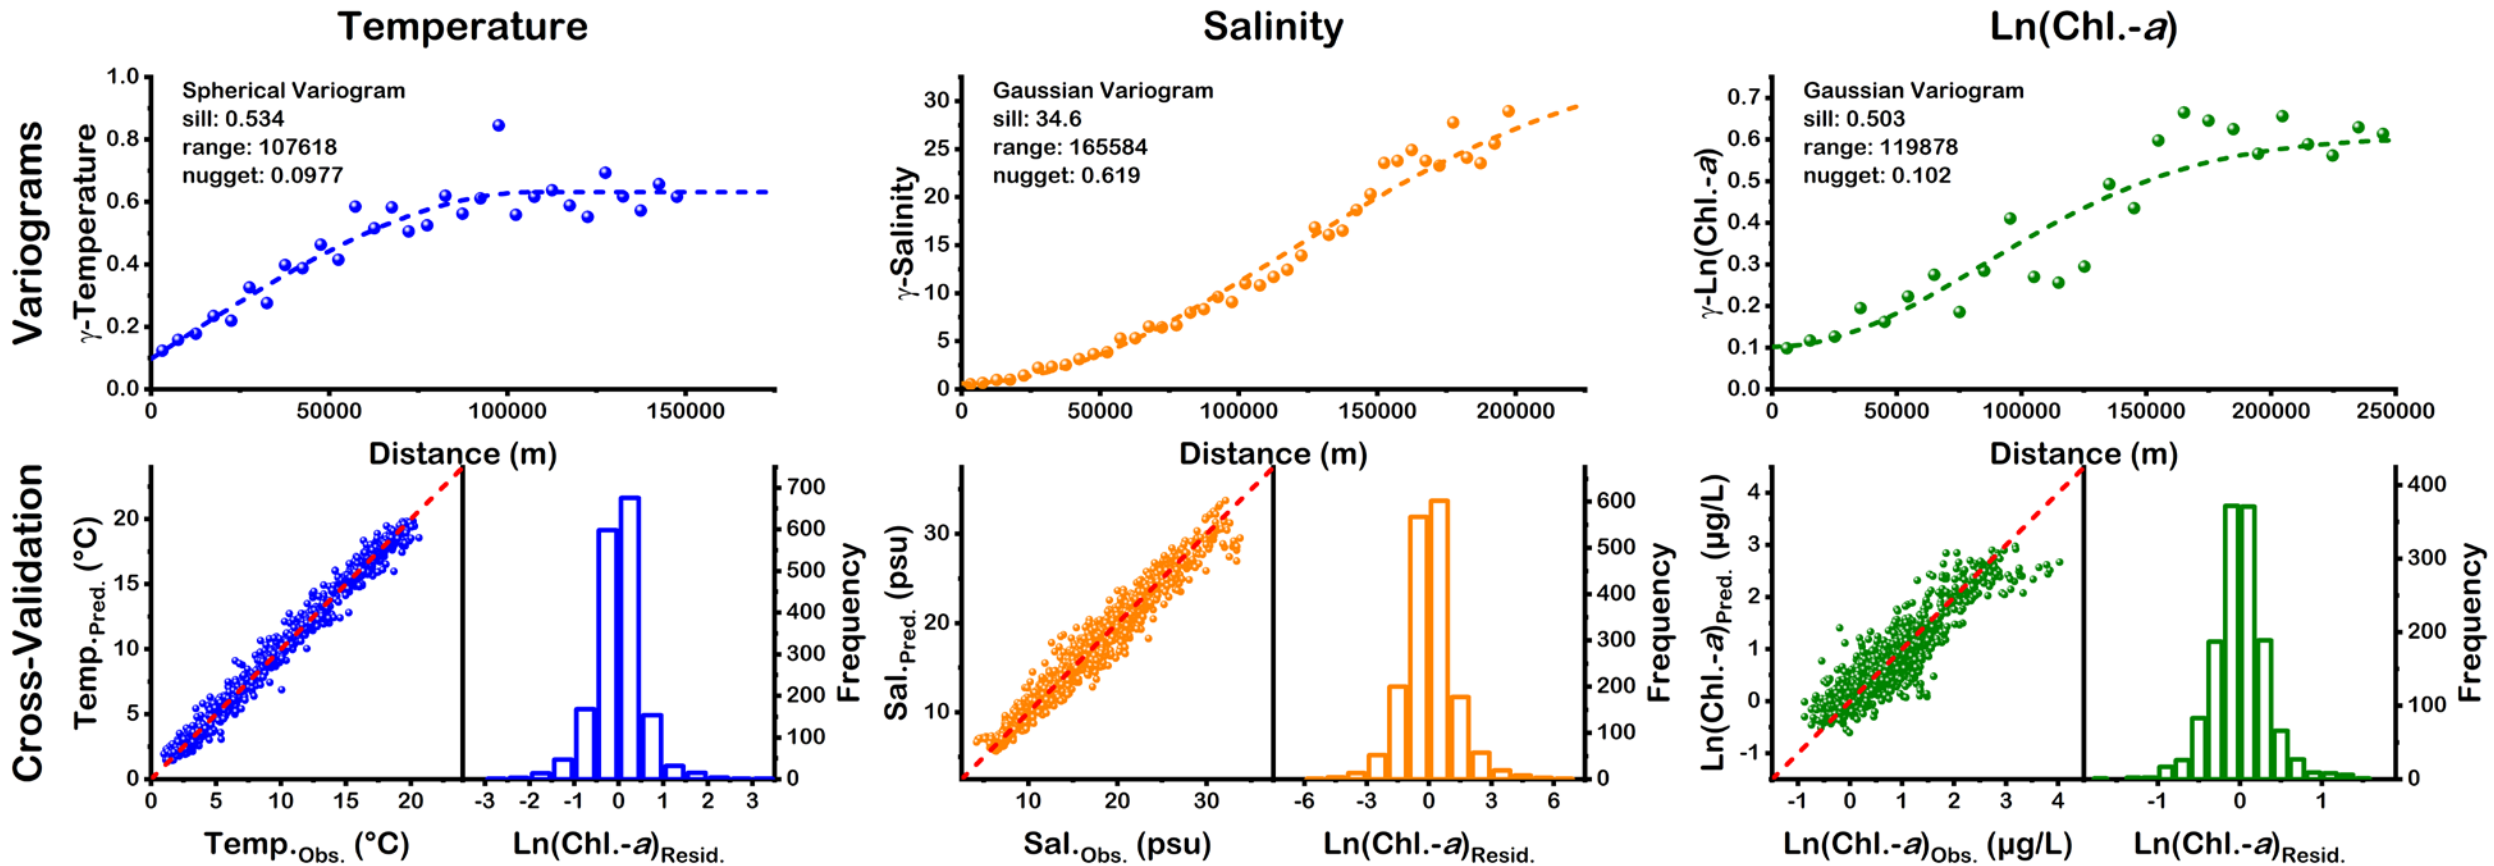 Temperature
Salinity
Ln(Chl.-a)
Variograms
γ-Temperature
1.0
0.8
0.6
0.4
0.2
0.0
Spherical Variogram
sill: 0.534
range: 107618
nugget: 0.0977
0 50000 100000 150000
Distance (m)
γ-Salinity
30
25
20
15
10
5
0
Gaussian Variogram
sill: 34.6
range: 165584
nugget: 0.619
0 50000 100000 150000 200000
Distance (m)
γ-Ln(Chl.-a)
0.7
0.6
0.5
0.4
0.3
0.2
0.1
0.0
Gaussian Variogram
sill: 0.503
range: 119878
nugget: 0.102
0 50000 100000 150000 200000 250000
Distance (m)
Cross-Validation
Temp.Pred. (°C)
20
15
10
5
0
0 5 10 15 20
Temp.Obs. (°C)
700
600
500
400
300
200
100
0
Frequency
-3 -2 -1 0 1 2 3
Ln(Chl.-a)Resid.
Sal.Pred. (psu)
30
20
10
10 20 30
Sal.Obs. (psu)
600
500
400
300
200
100
0
Frequency
-6 -3 0 3 6
Ln(Chl.-a)Resid.
Ln(Chl.-a)Pred. (µg/L)
4
3
2
1
0
-1
-1 0 1 2 3 4
Ln(Chl.-a)Obs. (µg/L)
400
300
200
100
0
Frequency
-1 0 1
Ln(Chl.-a)Resid.